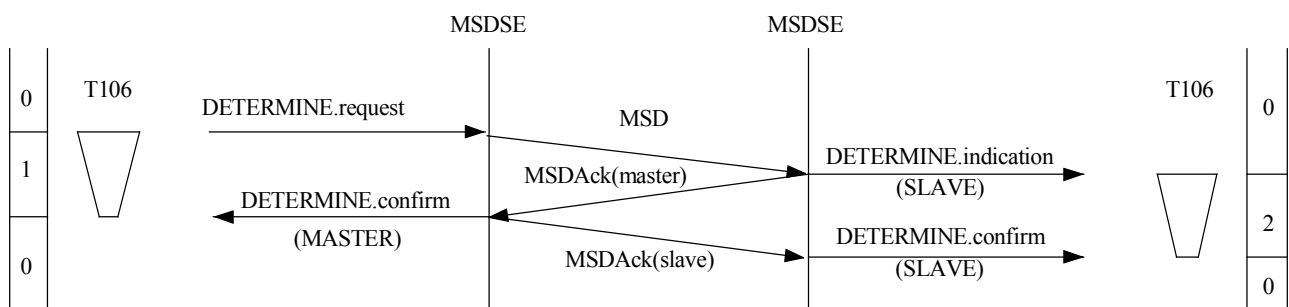 MSDSE MSDSE
T106 T106
0 0
DETERMINE.request
MSD
1
DETERMINE.indication
MSDAck(master)
(SLAVE)
DETERMINE.confirm
2
(MASTER)
DETERMINE.confirm
MSDAck(slave)
(SLAVE)
0 0